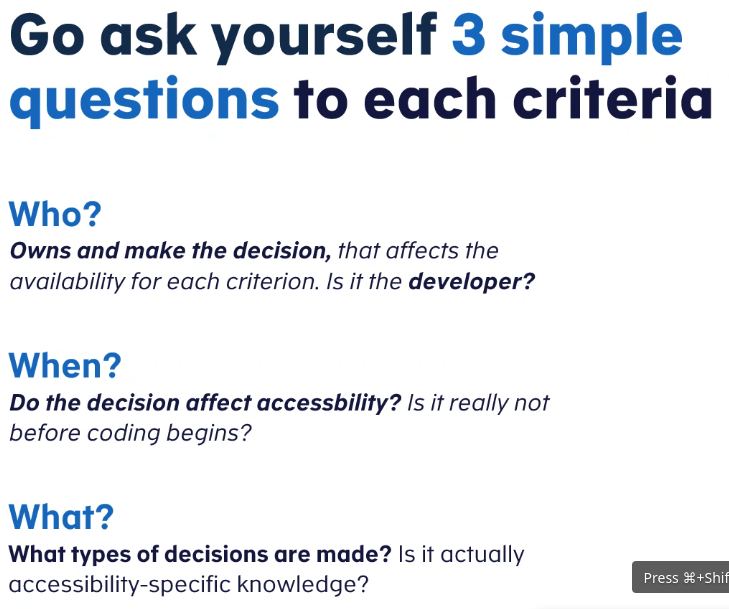 Go ask yourself 3 simple
questions to each criteria
Who?
Owns and make the decision, that affects the
availability for each criterion. Is it the developer?
When?
Do the decision affect accessbility? Is it really not
before coding begins?
What?
What types of decisions are made? Is it actually
accessibility-specific knowledge?
Press ⌘+Shif